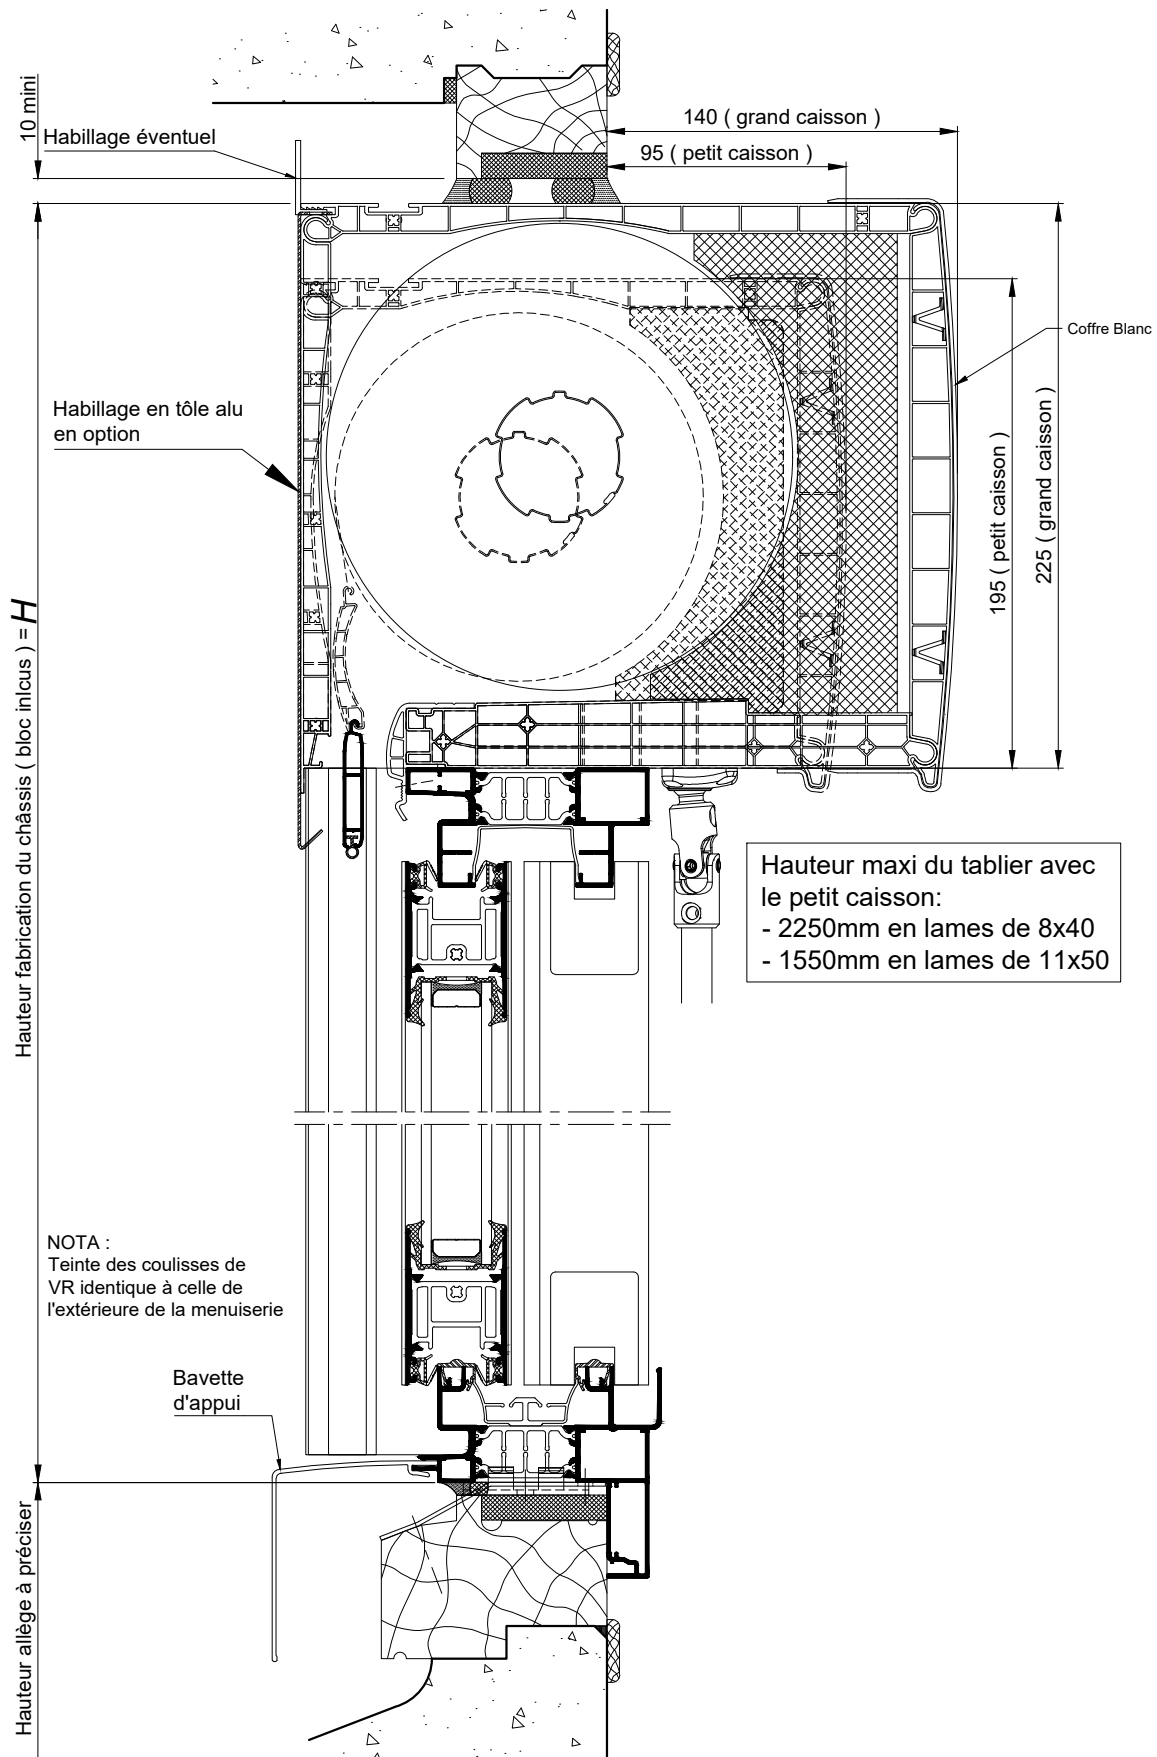 10 mini
Habillage éventuel
140 ( grand caisson )
95 ( petit caisson )
Coffre Blanc
Habillage en tôle alu
en option
195 ( petit caisson )
225 ( grand caisson )
Hauteur fabrication du châssis ( bloc inlcus ) = H
Hauteur maxi du tablier avec
le petit caisson:
- 2250mm en lames de 8x40
- 1550mm en lames de 11x50
NOTA :
Teinte des coulisses de
VR identique à celle de
l'extérieure de la menuiserie
Bavette
d'appui
Hauteur allège à préciser